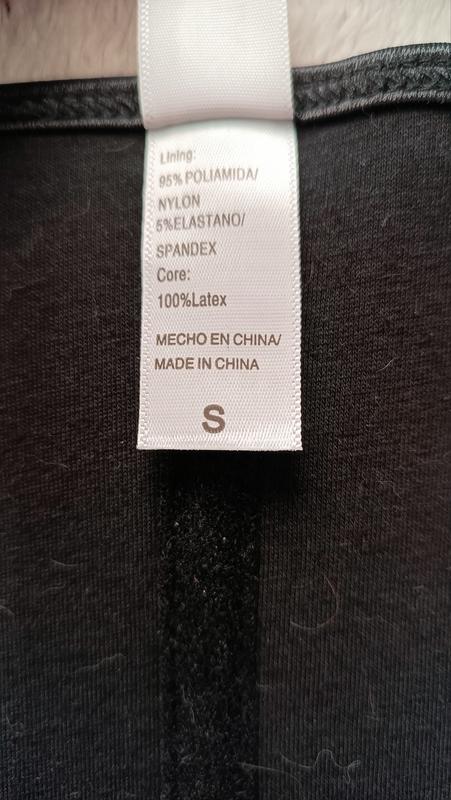 Lining:
95% POLIAMIDA/
NYLON
5%ELASTANO/
SPANDEX
Core:
100%Latex
MECHO EN CHINA/
MADE IN CHINA
S